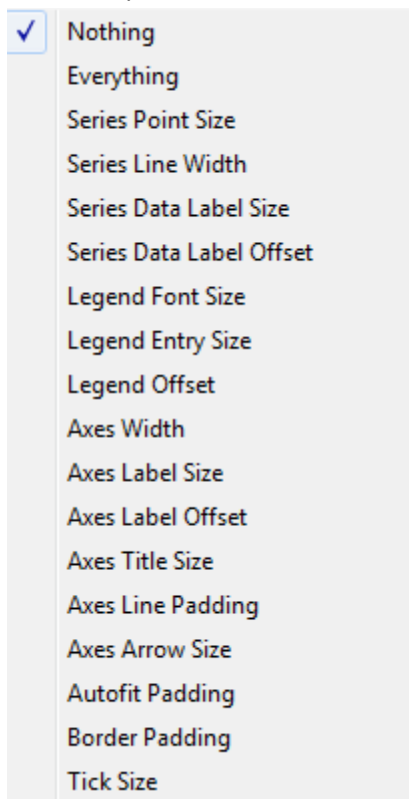 Nothing
Everything
Series Point Size
Series Line Width
Series Data Label Size
Series Data Label Offset
Legend Font Size
Legend Entry Size
Legend Offset
Axes Width
Axes Label Size
Axes Label Offset
Axes Title Size
Axes Line Padding
Axes Arrow Size
Autofit Padding
Border Padding
Tick Size